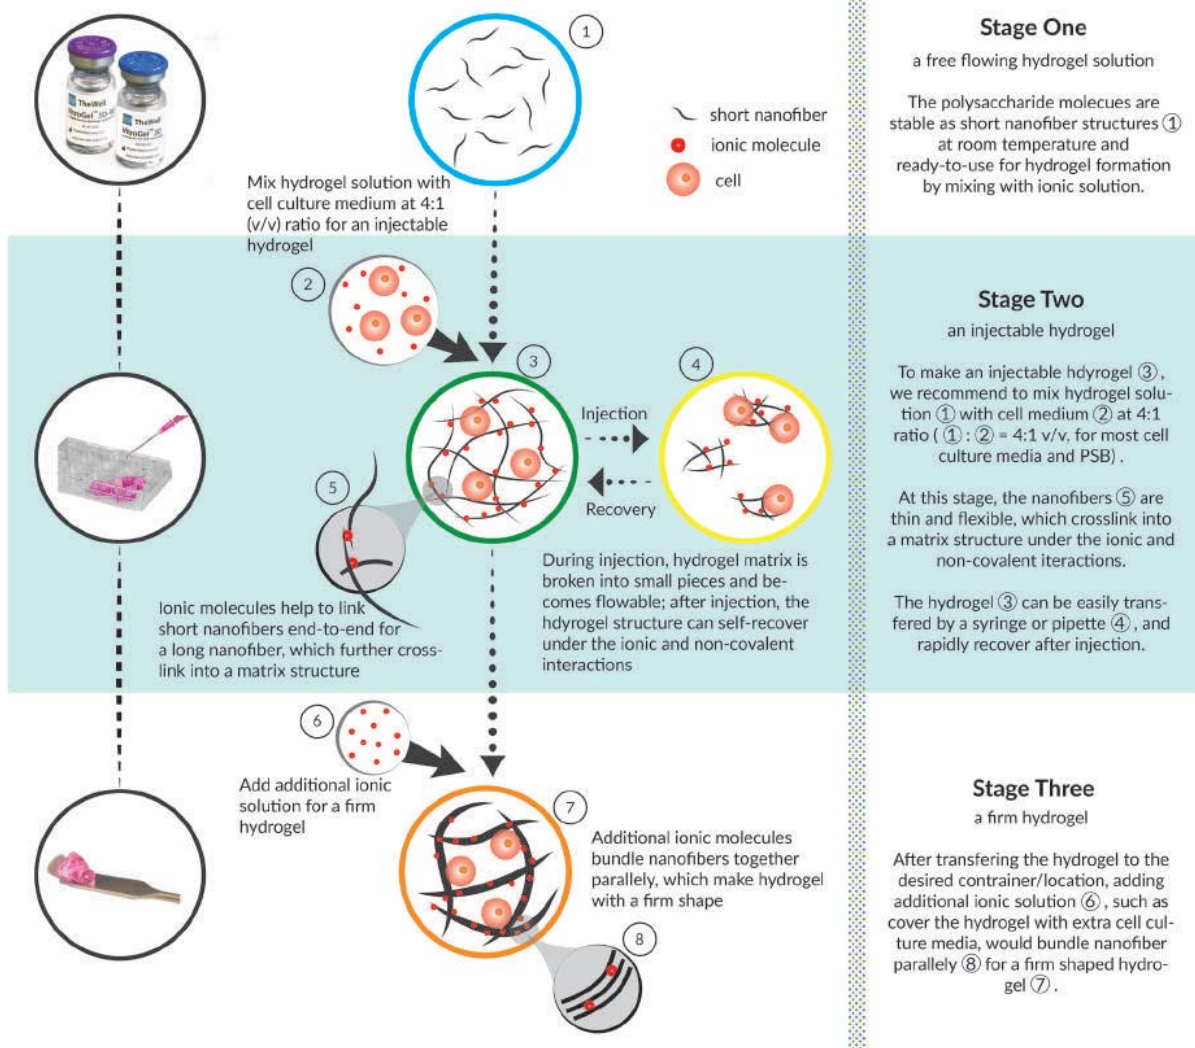 TheWell
VitroGel™ 3D
TheWell
VitroGel™ 3D
1
short nanofiber
ionic molecule
cell
Mix hydrogel solution with
cell culture medium at 4:1
(v/v) ratio for an injectable
hydrogel
2
3
4
Injection
Recovery
5
Ionic molecules help to link
short nanofibers end-to-end for
a long nanofiber, which further cross-
link into a matrix structure
During injection, hydrogel matrix is
broken into small pieces and be-
comes flowable; after injection, the
hdyrogel structure can self-recover
under the ionic and non-covalent
interactions
6
Add additional ionic
solution for a firm
hydrogel
7
Additional ionic molecules
bundle nanofibers together
parallely, which make hydrogel
with a firm shape
8
Stage One
a free flowing hydrogel solution
The polysaccharide molecues are
stable as short nanofiber structures ①
at room temperature and
ready-to-use for hydrogel formation
by mixing with ionic solution.
Stage Two
an injectable hydrogel
To make an injectable hdyrogel ③,
we recommend to mix hydrogel solu-
tion ① with cell medium ② at 4:1
ratio ( ① : ② = 4:1 v/v, for most cell
culture media and PSB) .
At this stage, the nanofibers ⑤ are
thin and flexible, which crosslink into
a matrix structure under the ionic and
non-covalent iteractions.
The hydrogel ③ can be easily trans-
fered by a syringe or pipette ④, and
rapidly recover after injection.
Stage Three
a firm hydrogel
After transfering the hydrogel to the
desired contrainer/location, adding
additional ionic solution ⑥, such as
cover the hydrogel with extra cell cul-
ture media, would bundle nanofiber
parallely ⑧ for a firm shaped hydro-
gel ⑦.